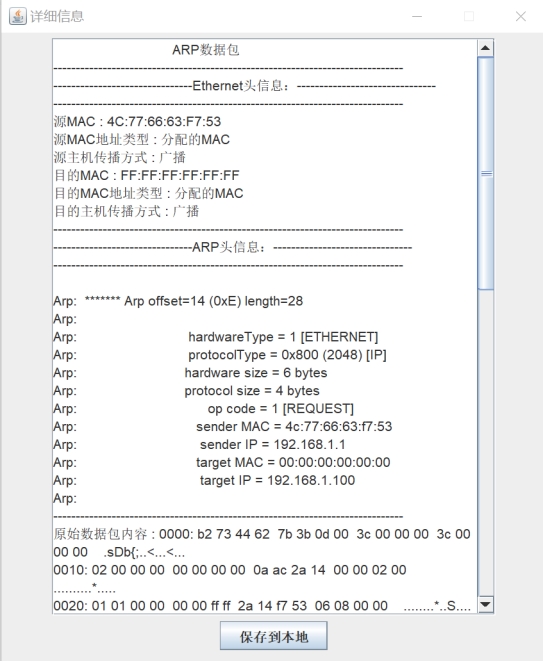 详细信息
ARP数据包
------------------------------------------------------------------------------
-------------------------------Ethernet头信息：-------------------------------
------------------------------------------------------------------------------
源MAC : 4C:77:66:63:F7:53
源MAC地址类型 : 分配的MAC
源主机传播方式 : 广播
目的MAC : FF:FF:FF:FF:FF:FF
目的MAC地址类型 : 分配的MAC
目的主机传播方式 : 广播
------------------------------------------------------------------------------
-------------------------------ARP头信息：-------------------------------
------------------------------------------------------------------------------
Arp: ******* Arp offset=14 (0xE) length=28
Arp:
Arp: hardwareType = 1 [ETHERNET]
Arp: protocolType = 0x800 (2048) [IP]
Arp: hardware size = 6 bytes
Arp: protocol size = 4 bytes
Arp: op code = 1 [REQUEST]
Arp: sender MAC = 4c:77:66:63:f7:53
Arp: sender IP = 192.168.1.1
Arp: target MAC = 00:00:00:00:00:00
Arp: target IP = 192.168.1.100
Arp:
------------------------------------------------------------------------------
原始数据包内容 : 0000: b2 73 44 62 7b 3b 0d 00 3c 00 00 00 3c 00
00 00 .sDb{;..<...<...
0010: 02 00 00 00 00 00 00 00 0a ac 2a 14 00 00 02 00
..........*.....
0020: 01 01 00 00 00 00 ff ff 2a 14 f7 53 06 08 00 00 ........*..S....
保存到本地